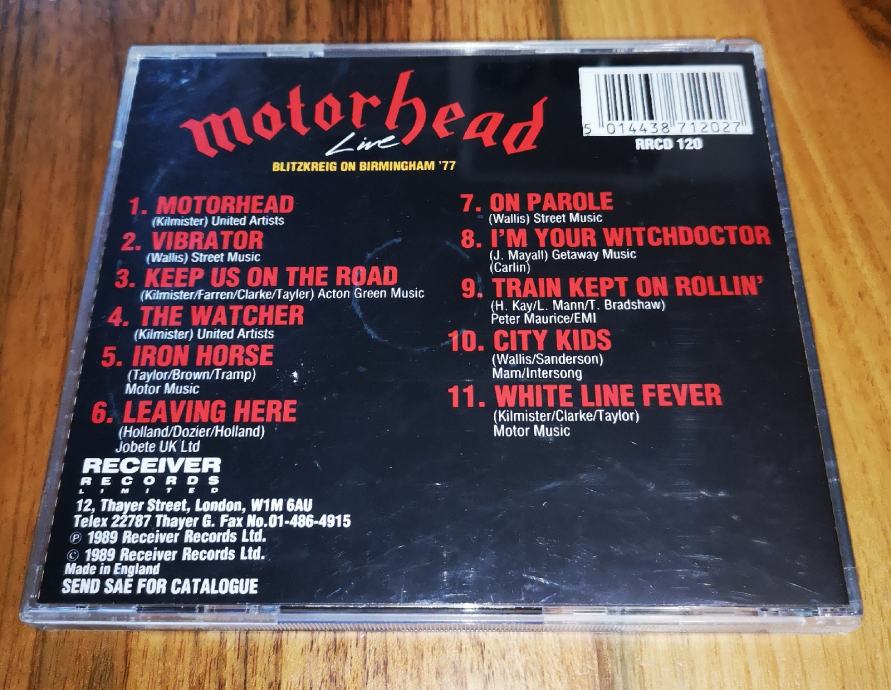 motorhead
Live
BLITZKREIG ON BIRMINGHAM '77
5 014438 712027
RRCD 120
1. MOTORHEAD
(Kilmister) United Artists
2. VIBRATOR
(Wallis) Street Music
3. KEEP US ON THE ROAD
(Kilmister/Farren/Clarke/Tayler) Acton Green Music
4. THE WATCHER
(Kilmister) United Artists
5. IRON HORSE
(Taylor/Brown/Tramp)
Motor Music
6. LEAVING HERE
(Holland/Dozier/Holland)
Jobete UK Ltd
7. ON PAROLE
(Wallis) Street Music
8. I'M YOUR WITCHDOCTOR
(J. Mayall) Getaway Music
(Carlin)
9. TRAIN KEPT ON ROLLIN'
(H. Kay/L. Mann/T. Bradshaw)
Peter Maurice/EMI
10. CITY KIDS
(Wallis/Sanderson)
Mam/Intersong
11. WHITE LINE FEVER
(Kilmister/Clarke/Taylor)
Motor Music
RECEIVER
RECORDS
LIMITED
12, Thayer Street, London, W1M 6AU
Telex 22787 Thayer G. Fax No.01-486-4915
℗ 1989 Receiver Records Ltd.
© 1989 Receiver Records Ltd.
Made in England
SEND SAE FOR CATALOGUE